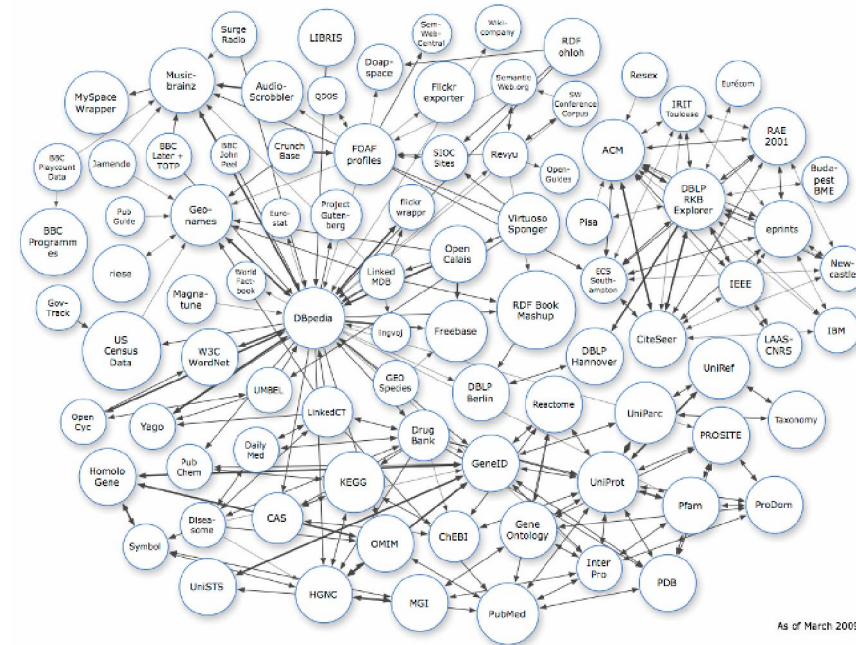 Surge
Radio
LIBRIS
Sem-
Web-
Central
Wiki-
company
RDF
ohloh
Doap-
space
Music-
brainz
Audio-
Scrobbler
MySpace
Wrapper
QDOS
Flickr
exporter
Semantic
Web.org
SW
Conference
Corpus
Resex
Eurécom
IRIT
Toulouse
RAE
2001
ACM
BBC
Playcount
Data
Jamendo
BBC
Later +
TOTP
BBC
John
Peel
Crunch
Base
FOAF
profiles
SIOC
Sites
Revyu
Open-
Guides
DBLP
RKB
Explorer
Buda-
pest
BME
Pub
Guide
Geo-
names
Euro-
stat
Project
Guten-
berg
flickr
wrappr
Virtuoso
Sponger
Pisa
eprints
BBC
Programm
es
riese
World
Fact-
book
Linked
MDB
Open
Calais
ECS
South-
ampton
IEEE
New-
castle
Gov-
Track
Magna-
tune
DBpedia
lingvoj
Freebase
RDF Book
Mashup
CiteSeer
LAAS-
CNRS
IBM
US
Census
Data
W3C
WordNet
UMBEL
GEO
Species
DBLP
Berlin
DBLP
Hannover
UniRef
Open
Cyc
Yago
LinkedCT
Reactome
UniParc
Taxonomy
Drug
Bank
PROSITE
Daily
Med
Homolo
Gene
Pub
Chem
KEGG
GeneID
UniProt
Pfam
ProDom
Disea-
some
CAS
ChEBI
Gene
Ontology
Symbol
OMIM
Inter
Pro
PDB
UniSTS
HGNC
MGI
PubMed
As of March 2009